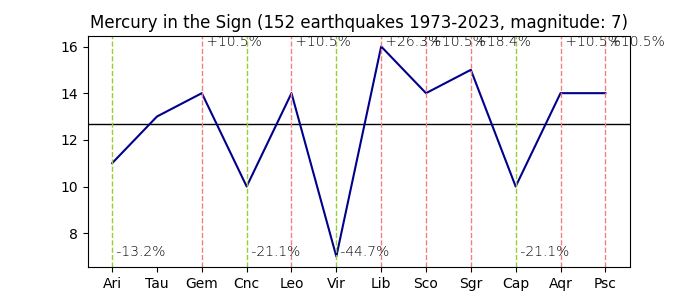 Mercury in the Sign (152 earthquakes 1973-2023, magnitude: 7)
+10.5% +10.5% +26.3% +10.5% +18.4% +10.5% +10.5%
16
14
12
10
8
-13.2% -21.1% -44.7% -21.1%
Ari Tau Gem Cnc Leo Vir Lib Sco Sgr Cap Aqr Psc